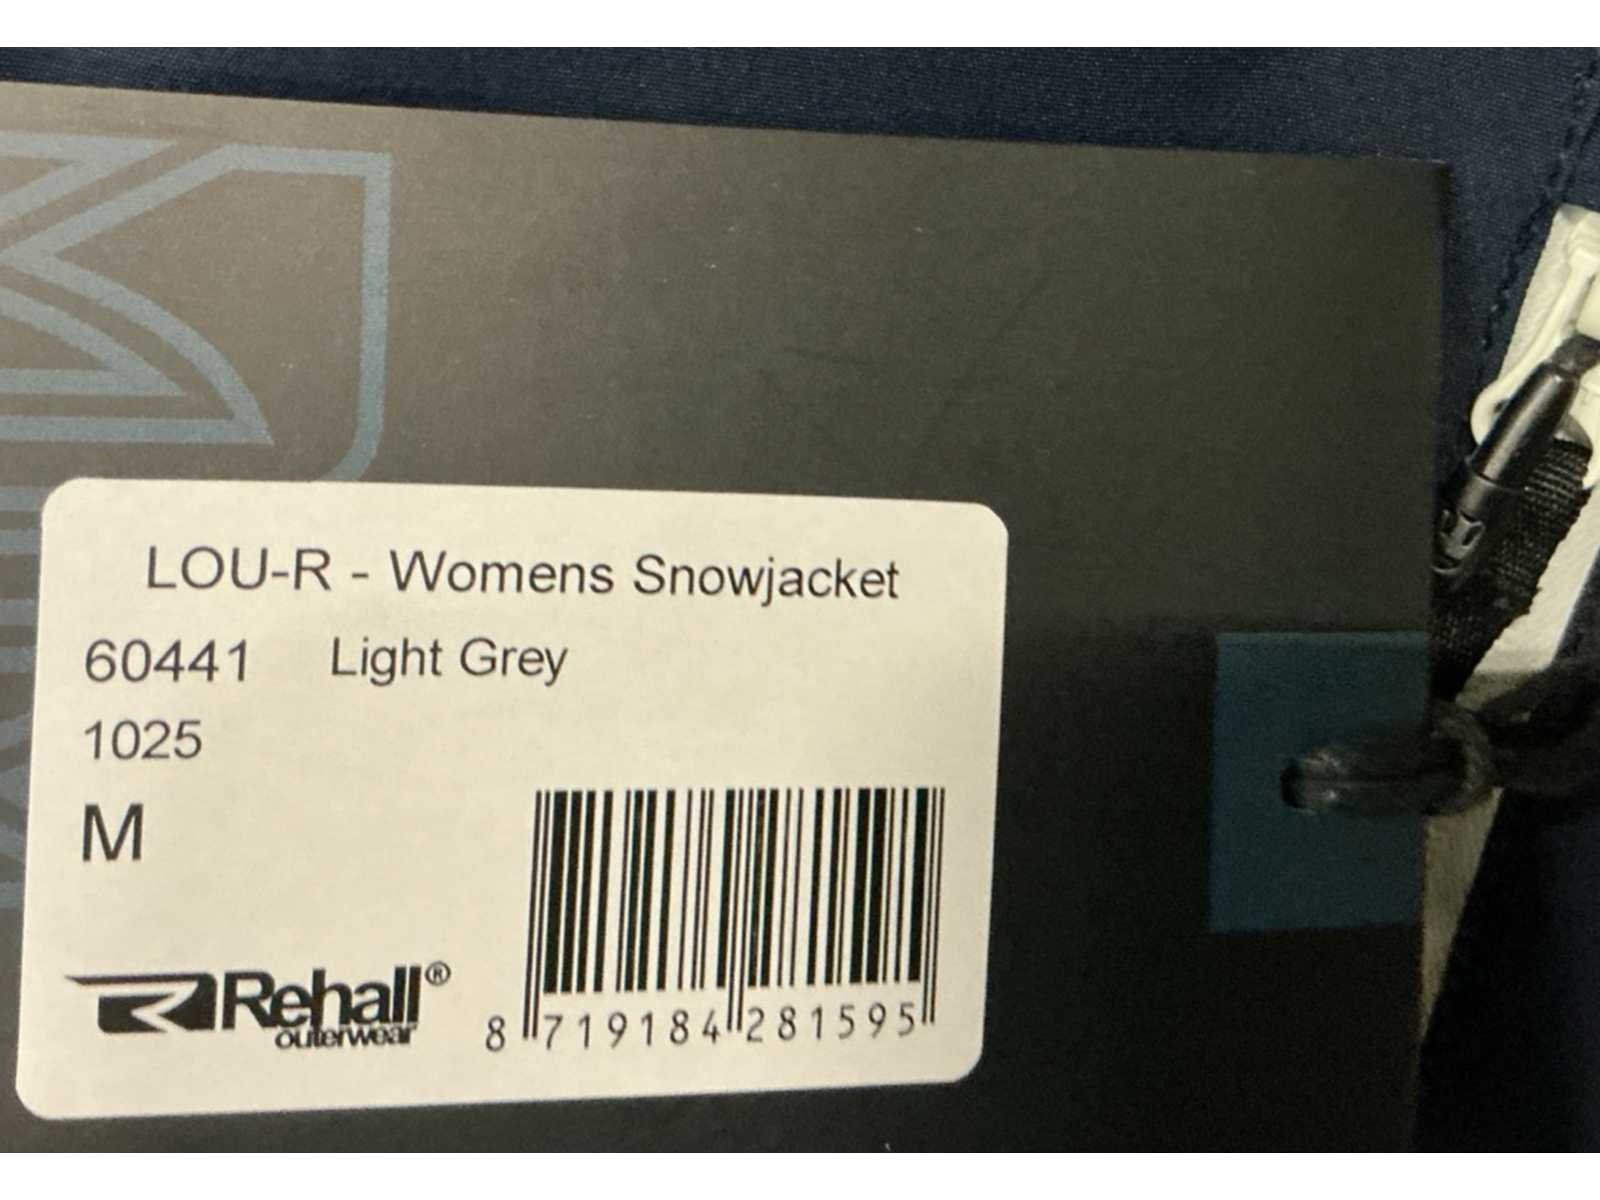 LOU-R - Womens Snowjacket
60441 Light Grey
1025
M
Rehall®
outerwear
8 719184 281595